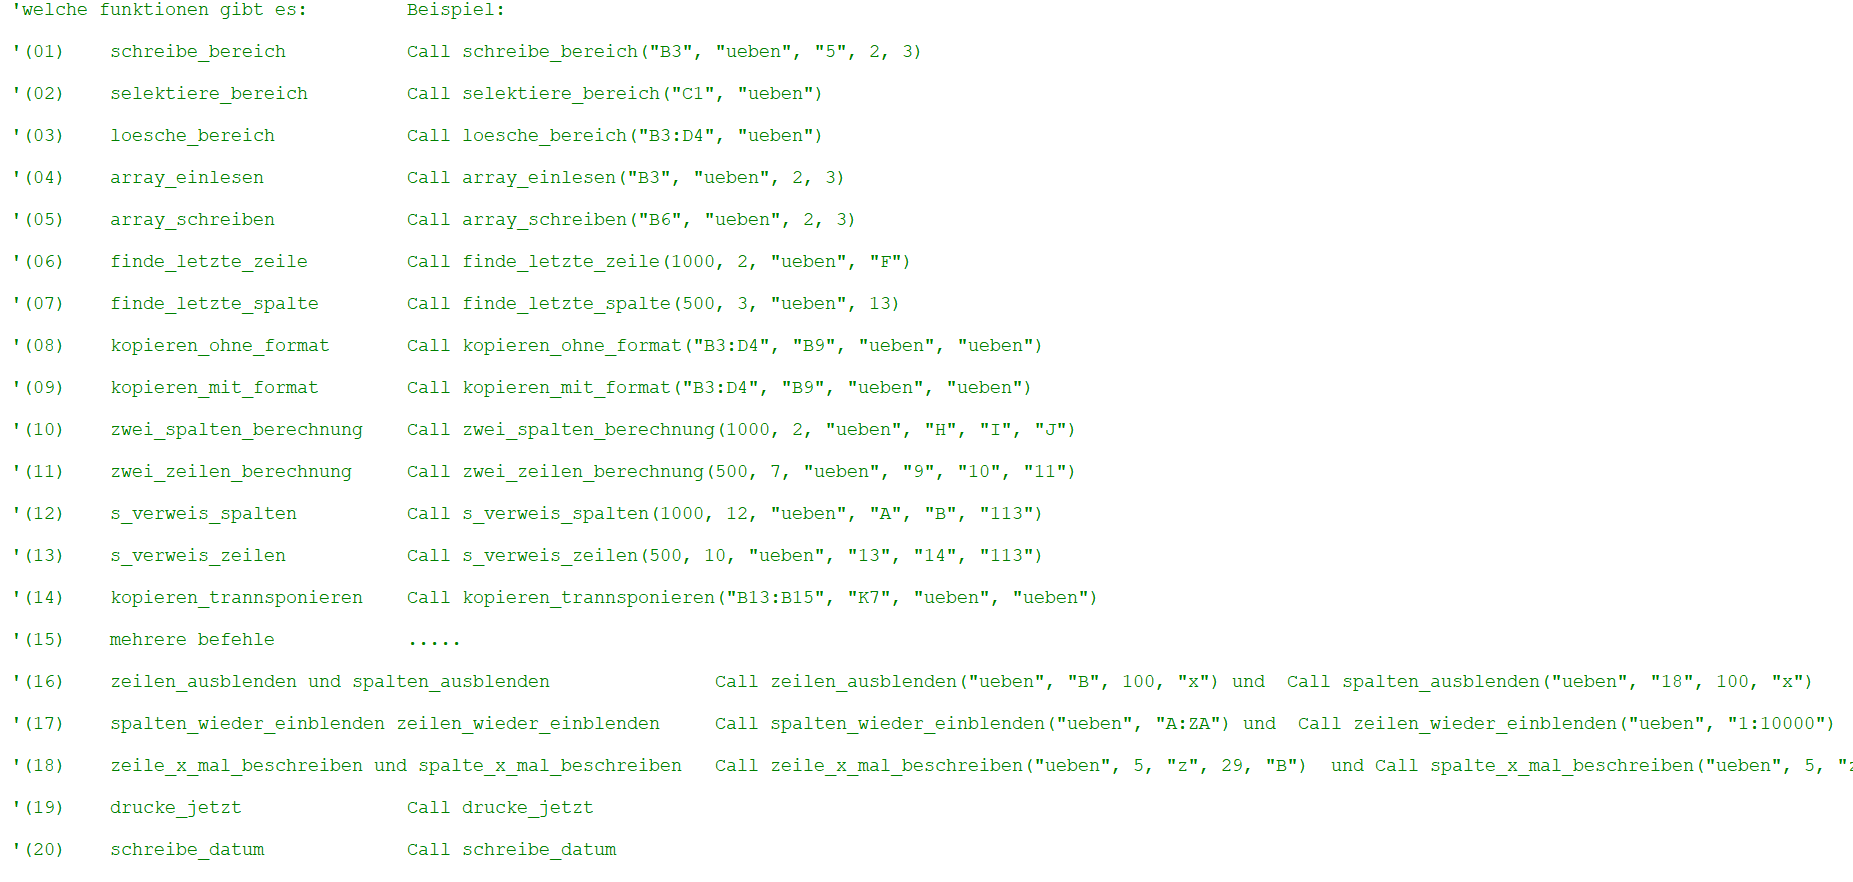 'welche funktionen gibt es: Beispiel:
'(01) schreibe_bereich Call schreibe_bereich("B3", "ueben", "5", 2, 3)
'(02) selektiere_bereich Call selektiere_bereich("C1", "ueben")
'(03) loesche_bereich Call loesche_bereich("B3:D4", "ueben")
'(04) array_einlesen Call array_einlesen("B3", "ueben", 2, 3)
'(05) array_schreiben Call array_schreiben("B6", "ueben", 2, 3)
'(06) finde_letzte_zeile Call finde_letzte_zeile(1000, 2, "ueben", "F")
'(07) finde_letzte_spalte Call finde_letzte_spalte(500, 3, "ueben", 13)
'(08) kopieren_ohne_format Call kopieren_ohne_format("B3:D4", "B9", "ueben", "ueben")
'(09) kopieren_mit_format Call kopieren_mit_format("B3:D4", "B9", "ueben", "ueben")
'(10) zwei_spalten_berechnung Call zwei_spalten_berechnung(1000, 2, "ueben", "H", "I", "J")
'(11) zwei_zeilen_berechnung Call zwei_zeilen_berechnung(500, 7, "ueben", "9", "10", "11")
'(12) s_verweis_spalten Call s_verweis_spalten(1000, 12, "ueben", "A", "B", "113")
'(13) s_verweis_zeilen Call s_verweis_zeilen(500, 10, "ueben", "13", "14", "113")
'(14) kopieren_trannsponieren Call kopieren_trannsponieren("B13:B15", "K7", "ueben", "ueben")
'(15) mehrere befehle .....
'(16) zeilen_ausblenden und spalten_ausblenden Call zeilen_ausblenden("ueben", "B", 100, "x") und Call spalten_ausblenden("ueben", "18", 100, "x")
'(17) spalten_wieder_einblenden zeilen_wieder_einblenden Call spalten_wieder_einblenden("ueben", "A:ZA") und Call zeilen_wieder_einblenden("ueben", "1:10000")
'(18) zeile_x_mal_beschreiben und spalte_x_mal_beschreiben Call zeile_x_mal_beschreiben("ueben", 5, "z", 29, "B") und Call spalte_x_mal_beschreiben("ueben", 5,
'(19) drucke_jetzt Call drucke_jetzt
'(20) schreibe_datum Call schreibe_datum